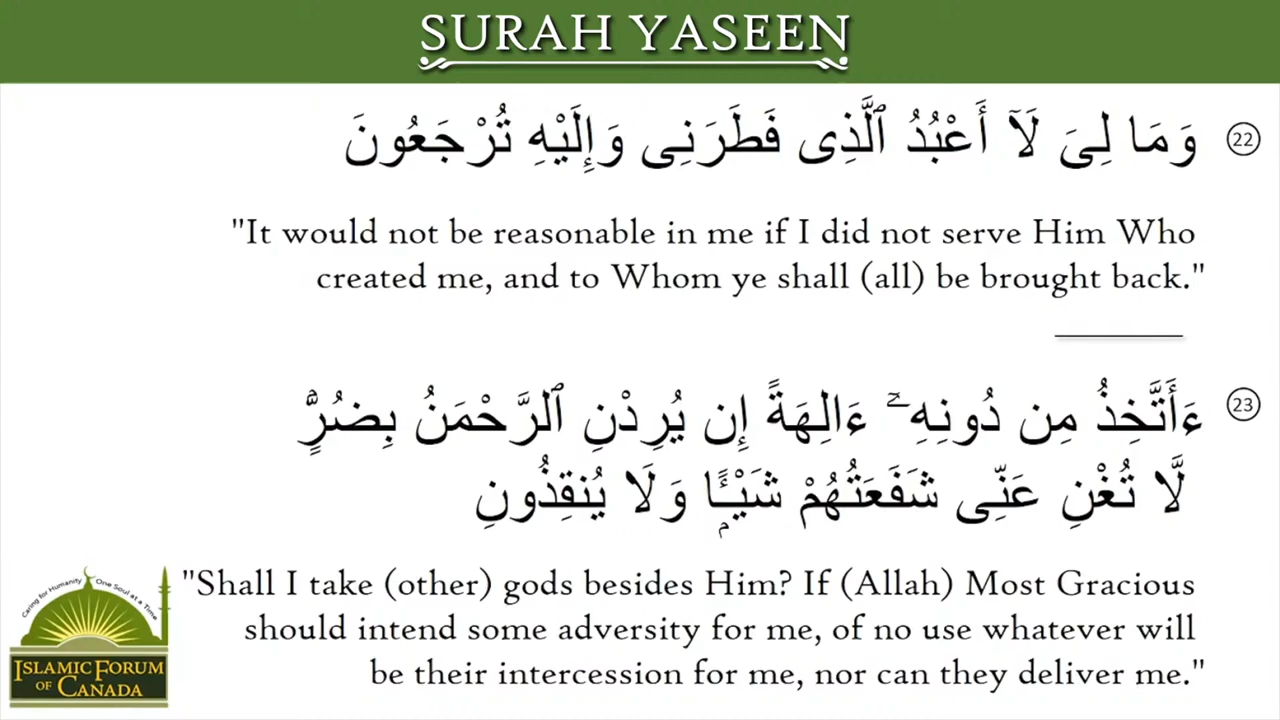 SURAH YASEEN
وَمَا لِىَ لَآ أَعْبُدُ ٱلَّذِى فَطَرَنِى وَإِلَيْهِ تُرْجَعُونَ
22
"It would not be reasonable in me if I did not serve Him Who
created me, and to Whom ye shall (all) be brought back."
ءَأَتَّخِذُ مِن دُونِهِۦٓ ءَالِهَةً إِن يُرِدْنِ ٱلرَّحْمَنُ بِضُرٍّۢ
23
لَّا تُغْنِ عَنِّى شَفَعَتُهُمْ شَيْـًۭٔا وَلَا يُنقِذُونِ
"Shall I take (other) gods besides Him? If (Allah) Most Gracious
should intend some adversity for me, of no use whatever will
be their intercession for me, nor can they deliver me."
Caring for Humanity One Soul at a Time
ISLAMIC FORUM
OF CANADA